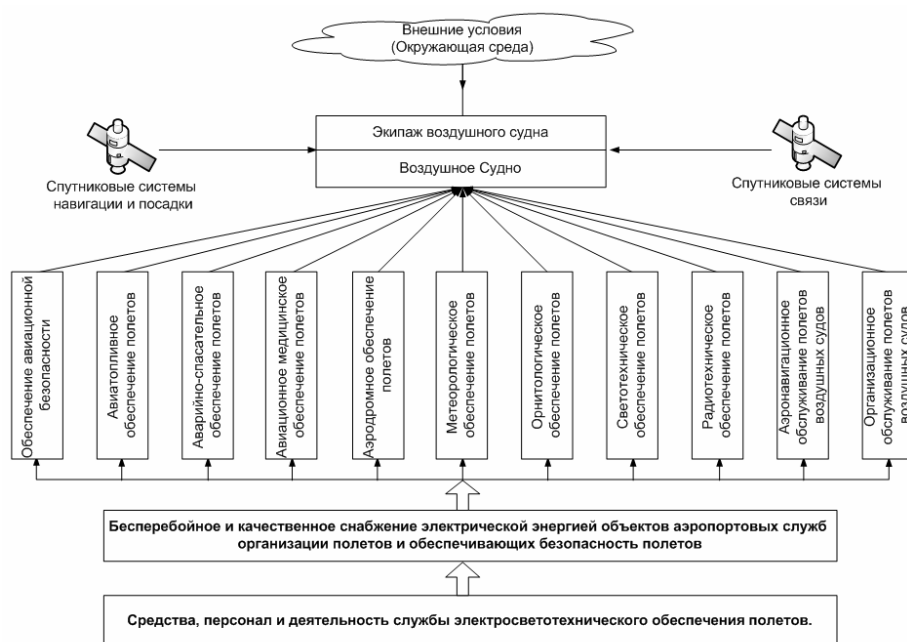 Внешние условия
(Окружающая среда)
Экипаж воздушного судна
Воздушное Судно
Спутниковые системы
навигации и посадки
Спутниковые системы
связи
Обеспечение авиационной
безопасности
Авиатопливное
обеспечение полетов
Аварийно-спасательное
обеспечение полетов
Авиационное медицинское
обеспечение полетов
Аэродромное обеспечение
полетов
Метеорологическое
обеспечение полетов
Орнитологическое
обеспечение полетов
Светотехническое
обеспечение полетов
Радиотехническое
обеспечение полетов
Аэронавигационное
обслуживание полетов
воздушных судов
Организационное
обслуживание полетов
воздушных судов
Бесперебойное и качественное снабжение электрической энергией объектов аэропортовых служб
организации полетов и обеспечивающих безопасность полетов
Средства, персонал и деятельность службы электросветотехнического обеспечения полетов.